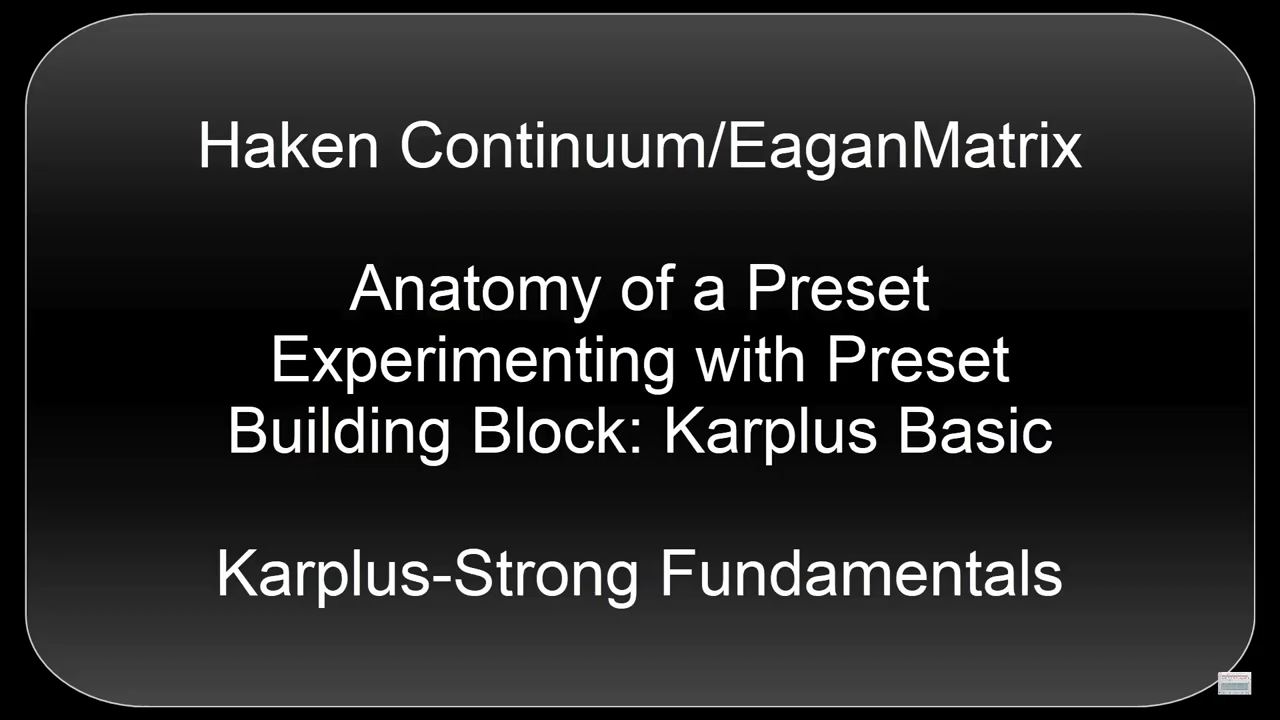 Haken Continuum/EaganMatrix
Anatomy of a Preset
Experimenting with Preset
Building Block: Karplus Basic
Karplus-Strong Fundamentals